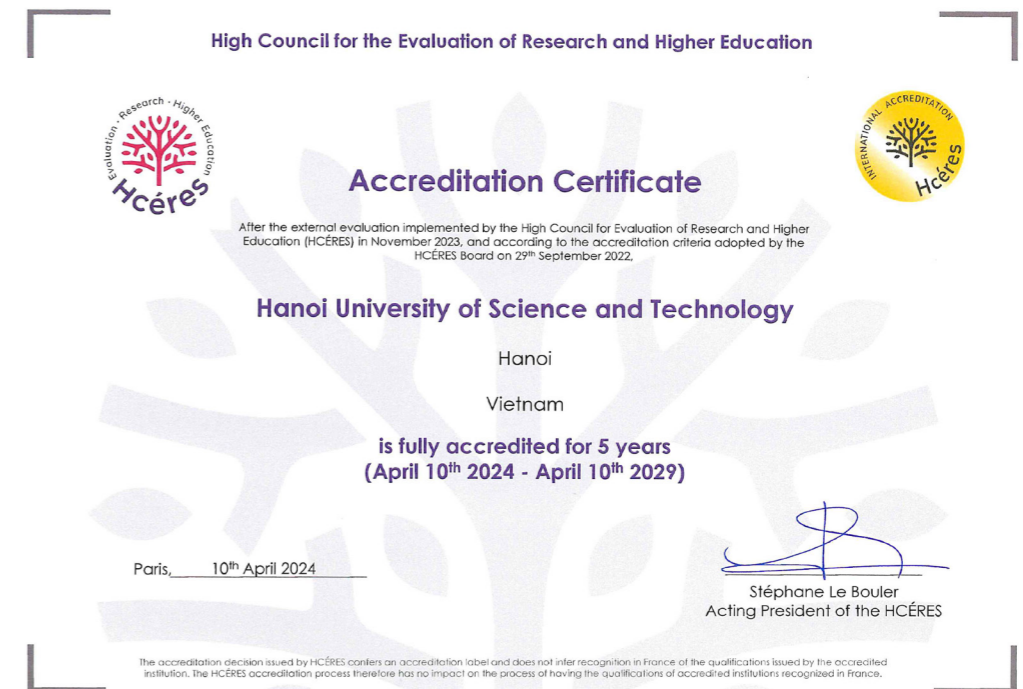 High Council for the Evaluation of Research and Higher Education
Evaluation - Research - Higher Education
Hcéres
INTERNATIONAL ACCREDITATION
Hcéres
Accreditation Certificate
After the external evaluation implemented by the High Council for Evaluation of Research and Higher
Education (HCÉRES) in November 2023, and according to the accreditation criteria adopted by the
HCÉRES Board on 29th September 2022,
Hanoi University of Science and Technology
Hanoi
Vietnam
is fully accredited for 5 years
(April 10th 2024 - April 10th 2029)
Paris, 10th April 2024
Stéphane Le Bouler
Acting President of the HCÉRES
The accreditation decision issued by HCÉRES confers an accreditation label and does not infer recognition in France of the qualifications issued by the accredited
institution. The HCÉRES accreditation process therefore has no impact on the process of having the qualifications of accredited institutions recognized in France.